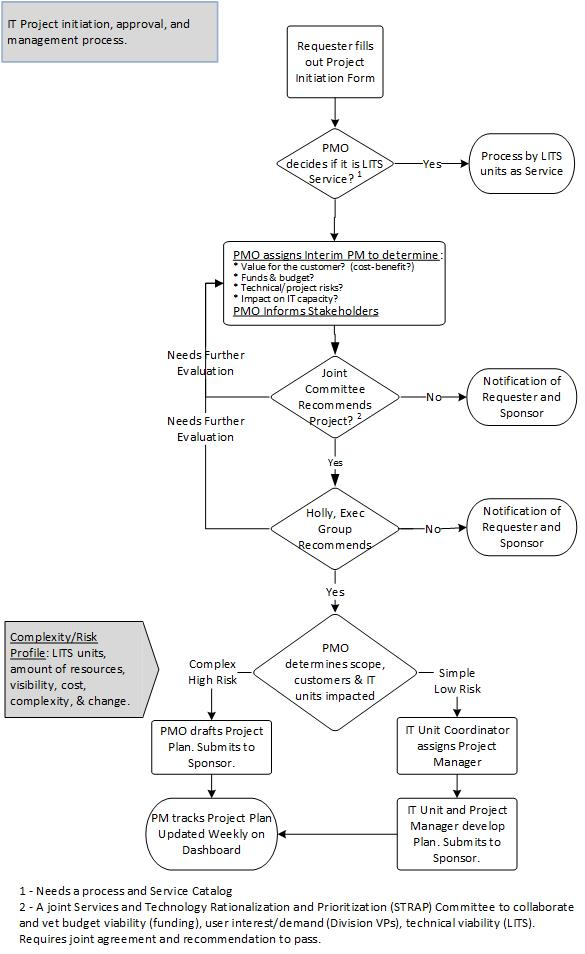 IT Project initiation, approval, and
management process.
Requester fills
out Project
Initiation Form
PMO
decides if it is LITS
Service? 1
Yes
Process by LITS
units as Service
PMO assigns Interim PM to determine:
* Value for the customer? (cost-benefit?)
* Funds & budget?
* Technical/project risks?
* Impact on IT capacity?
PMO Informs Stakeholders
Needs Further
Evaluation
Joint
Committee
Recommends
Project? 2
No
Notification of
Requester and
Sponsor
Needs Further
Evaluation
Yes
Holly, Exec
Group
Recommends
No
Notification of
Requester and
Sponsor
Yes
Complexity/Risk
Profile: LITS units,
amount of resources,
visibility, cost,
complexity, & change.
PMO
determines scope,
customers & IT
units impacted
Complex
High Risk
Simple
Low Risk
PMO drafts Project
Plan. Submits to
Sponsor.
IT Unit Coordinator
assigns Project
Manager
PM tracks Project Plan
Updated Weekly on
Dashboard
IT Unit and Project
Manager develop
Plan. Submits to
Sponsor.
1 - Needs a process and Service Catalog
2 - A joint Services and Technology Rationalization and Prioritization (STRAP) Committee to collaborate
and vet budget viability (funding), user interest/demand (Division VPs), technical viability (LITS).
Requires joint agreement and recommendation to pass.